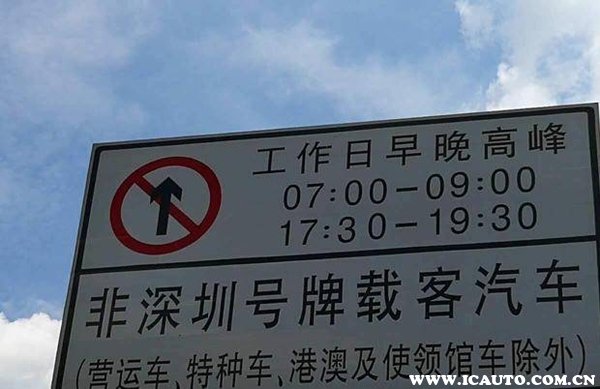 工作日早晚高峰
07:00-09:00
17:30-19:30
非深圳号牌载客汽车
(营运车、特种车、港澳及使领馆车除外)
www.icauto.com.cn